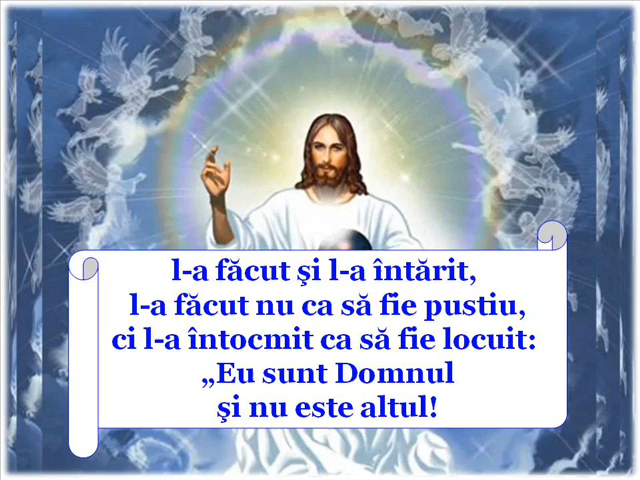 l-a făcut şi l-a întărit,
l-a făcut nu ca să fie pustiu,
ci l-a întocmit ca să fie locuit:
„Eu sunt Domnul
şi nu este altul!